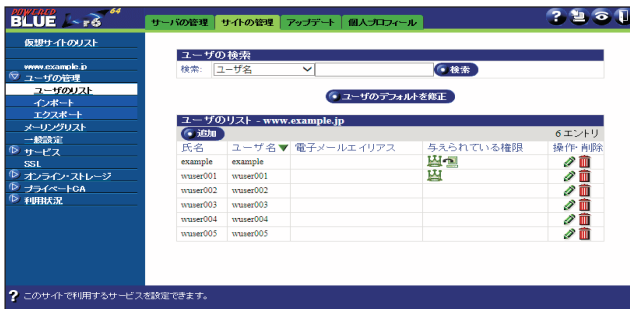 POWERED
BLUE r6 64
サーバの管理 サイトの管理 アップデート 個人プロフィール ?
仮想サイトのリスト
www.example.jp
ユーザの管理
ユーザのリスト
インポート
エクスポート
メーリングリスト
一般設定
サービス
SSL
オンライン・ストレージ
プライベートCA
利用状況
ユーザの検索
検索: ユーザ名 検索
ユーザのデフォルトを修正
ユーザのリスト - www.example.jp
追加 6 エントリ
氏名 ユーザ名 電子メールエイリアス 与えられている権限 操作・削除
example example
wuser001 wuser001
wuser002 wuser002
wuser003 wuser003
wuser004 wuser004
wuser005 wuser005
? このサイトで利用するサービスを設定できます。